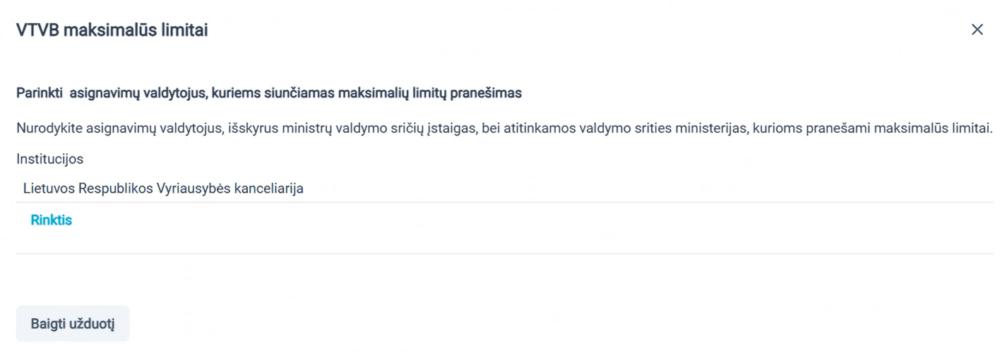 VTVB maksimalūs limitai
Parinkti asignavimų valdytojus, kuriems siunčiamas maksimalių limitų pranešimas
Nurodykite asignavimų valdytojus, išskyrus ministrų valdymo sričių įstaigas, bei atitinkamos valdymo srities ministerijas, kurioms pranešami maksimalūs limitai.
Institucijos
Lietuvos Respublikos Vyriausybės kanceliarija
Rinktis
Baigti užduotį